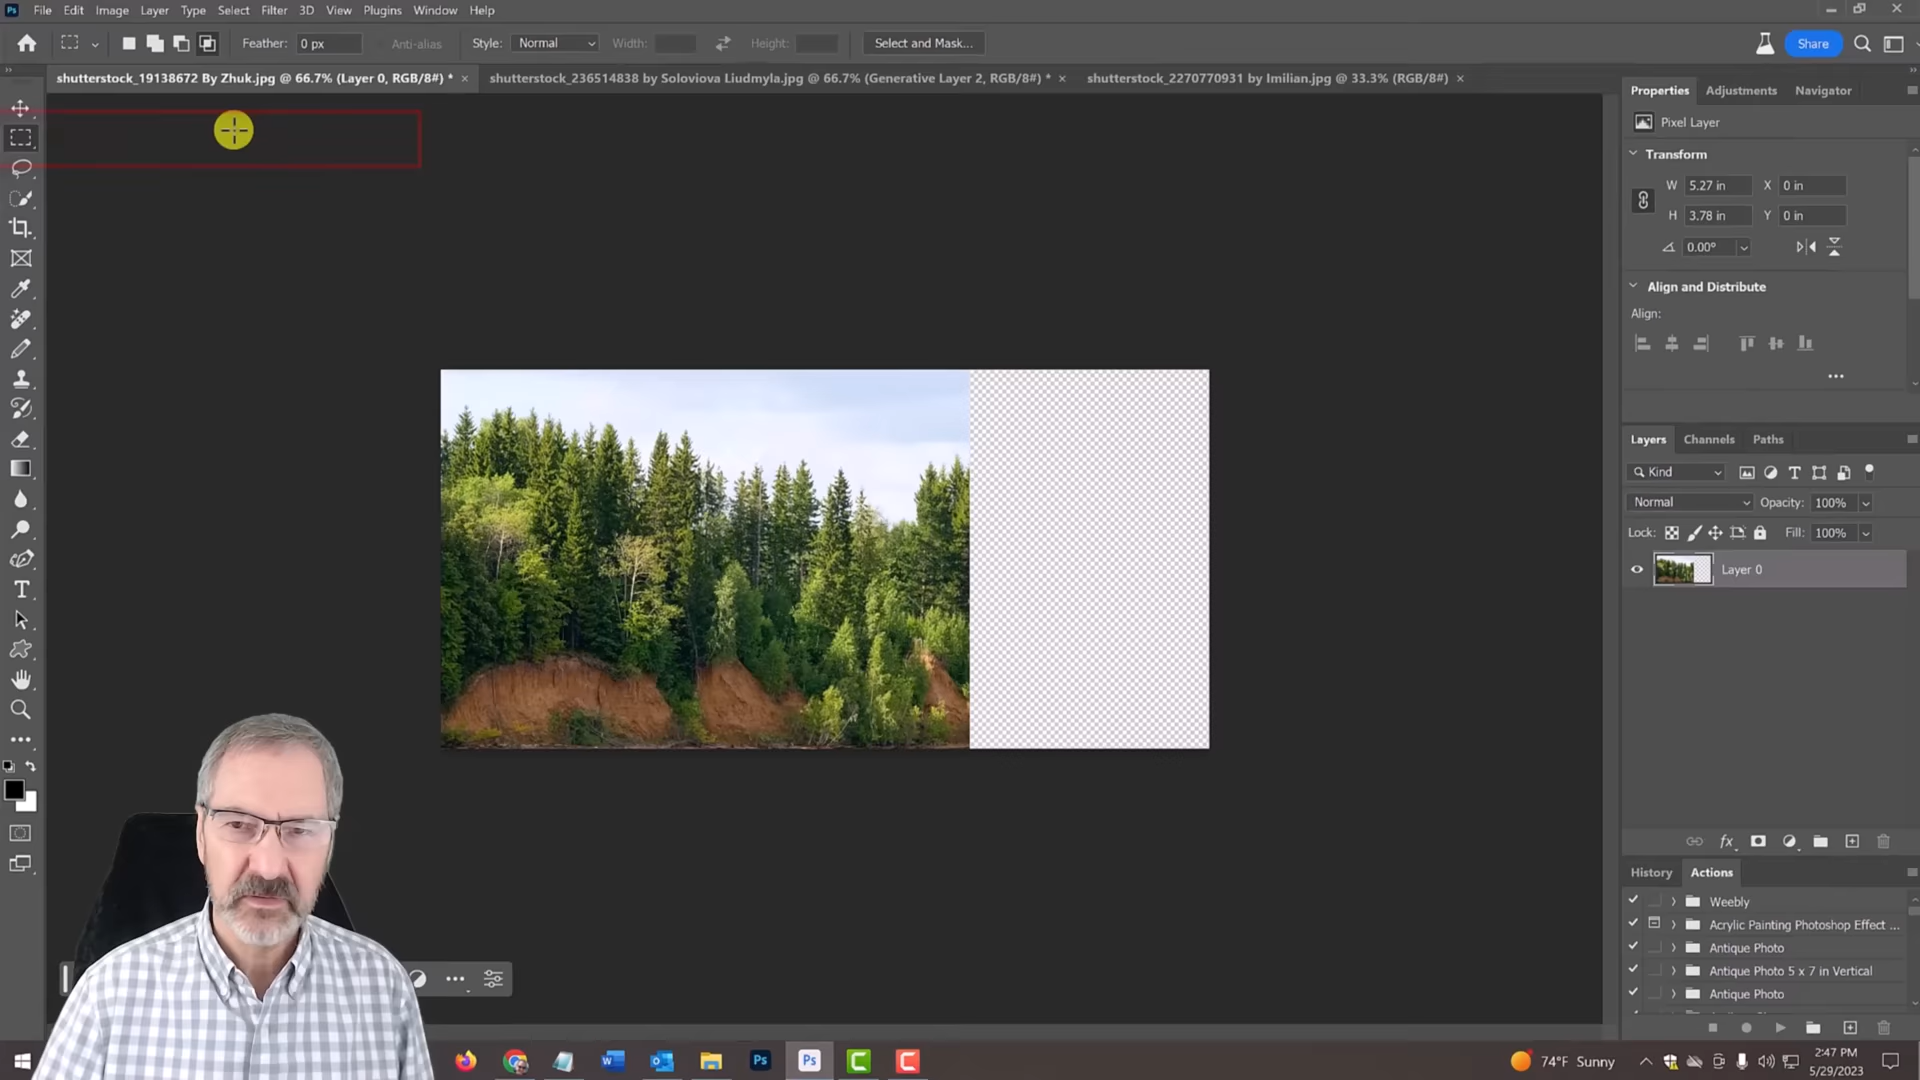 File Edit Image Layer Type Select Filter 3D View Plugins Window Help
Feather: 0 px Anti-alias Style: Normal Width: Height: Select and Mask... Share
shutterstock_19138672 By Zhuk.jpg @ 66.7% (Layer 0, RGB/8#) * shutterstock_236514838 by Soloviova Liudmyla.jpg @ 66.7% (Generative Layer 2, RGB/8#) * shutterstock_2270770931 by Imilian.jpg @ 33.3% (RGB/8#)
Properties Adjustments Navigator
Pixel Layer
Transform
W 5.27 in X 0 in
H 3.78 in Y 0 in
0.00°
Align and Distribute
Align:
Layers Channels Paths
Kind
Normal Opacity: 100%
Lock: Fill: 100%
Layer 0
fx
History Actions
Weebly
Acrylic Painting Photoshop Effect ...
Antique Photo
Antique Photo 5 x 7 in Vertical
Antique Photo
74°F Sunny
2:47 PM
5/29/2023